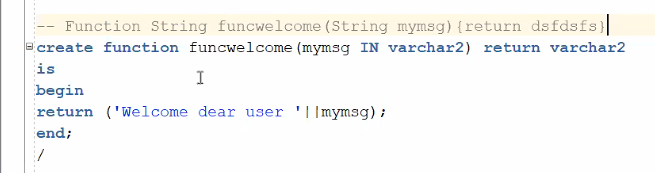 -- Function String funcwelcome(String mymsg){return dsfdsfs}
create function funcwelcome(mymsg IN varchar2) return varchar2
is
begin
return ('Welcome dear user '||mymsg);
end;
/